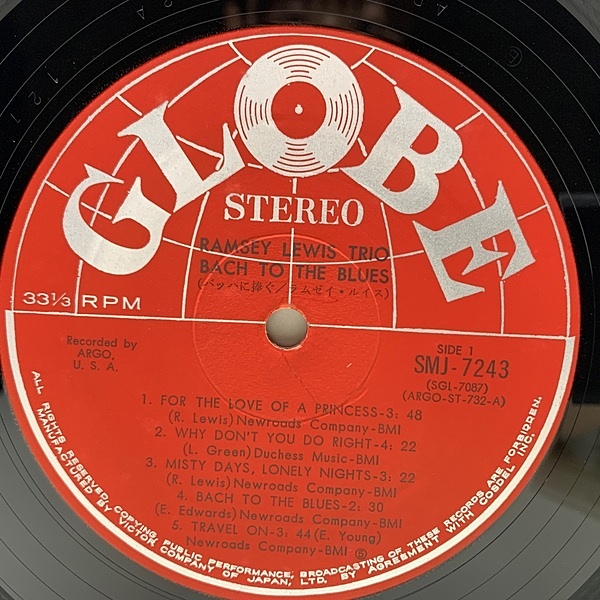 GLOBE
STEREO
RAMSEY LEWIS TRIO
BACH TO THE BLUES
(バッハに捧ぐ/ラムゼイ・ルイス)
33⅓ RPM
Recorded by
ARGO,
U. S. A.
SIDE 1
SMJ-7243
(SGL-7087)
(ARGO-ST-732-A)
1. FOR THE LOVE OF A PRINCESS-3: 48
(R. Lewis) Newroads Company-BMI
2. WHY DON'T YOU DO RIGHT-4: 22
(L. Green) Duchess Music-BMI
3. MISTY DAYS, LONELY NIGHTS-3: 22
(R. Lewis) Newroads Company-BMI
4. BACH TO THE BLUES-2: 30
(E. Edwards) Newroads Company-BMI
5. TRAVEL ON-3: 44 (E. Young)
Newroads Company-BMI
ALL RIGHTS RESERVED, COPYING, PUBLIC PERFORMANCE, BROADCASTING OF THESE RECORDS ARE FORBIDDEN.
MANUFACTURED BY VICTOR COMPANY OF JAPAN, LTD. BY AGREEMENT WITH GOSDEL INC.